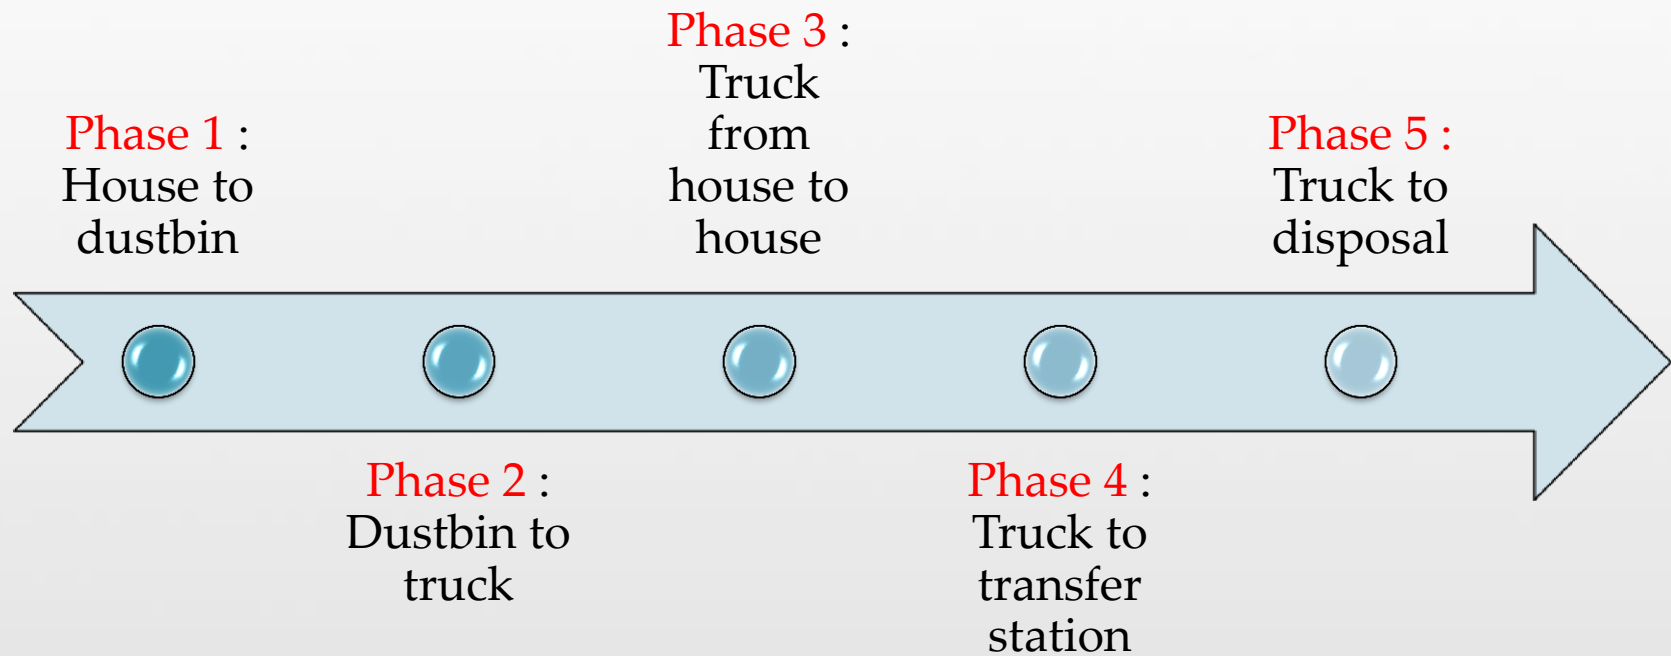 Phase 1 :
House to
dustbin
Phase 2 :
Dustbin to
truck
Phase 3 :
Truck
from
house to
house
Phase 4 :
Truck to
transfer
station
Phase 5 :
Truck to
disposal